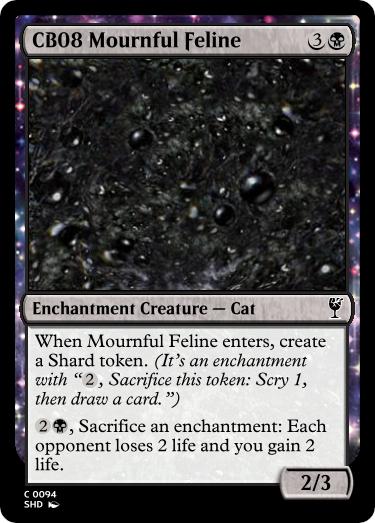 CB08 Mournful Feline 3
Enchantment Creature — Cat
When Mournful Feline enters, create
a Shard token. (It's an enchantment
with “2, Sacrifice this token: Scry 1,
then draw a card.”)
2, Sacrifice an enchantment: Each
opponent loses 2 life and you gain 2
life.
2/3
C 0094
SHD